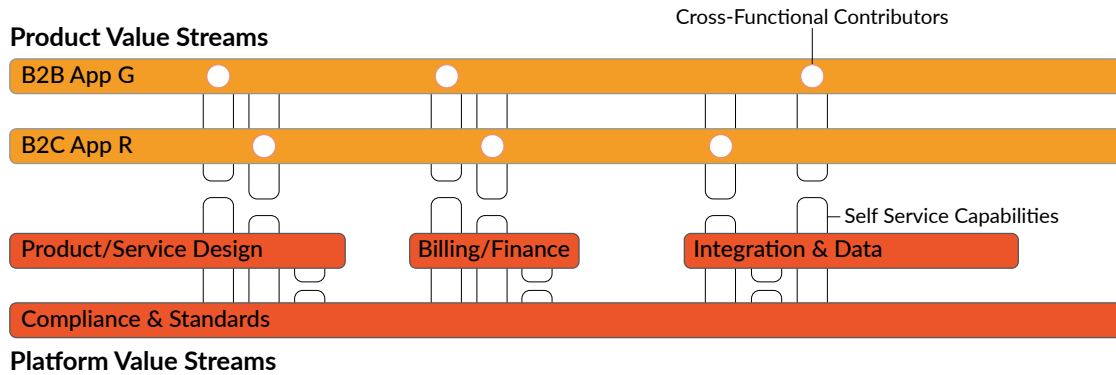 Cross-Functional Contributors
Product Value Streams
B2B App G
B2C App R
Self Service Capabilities
Product/Service Design
Billing/Finance
Integration & Data
Compliance & Standards
Platform Value Streams